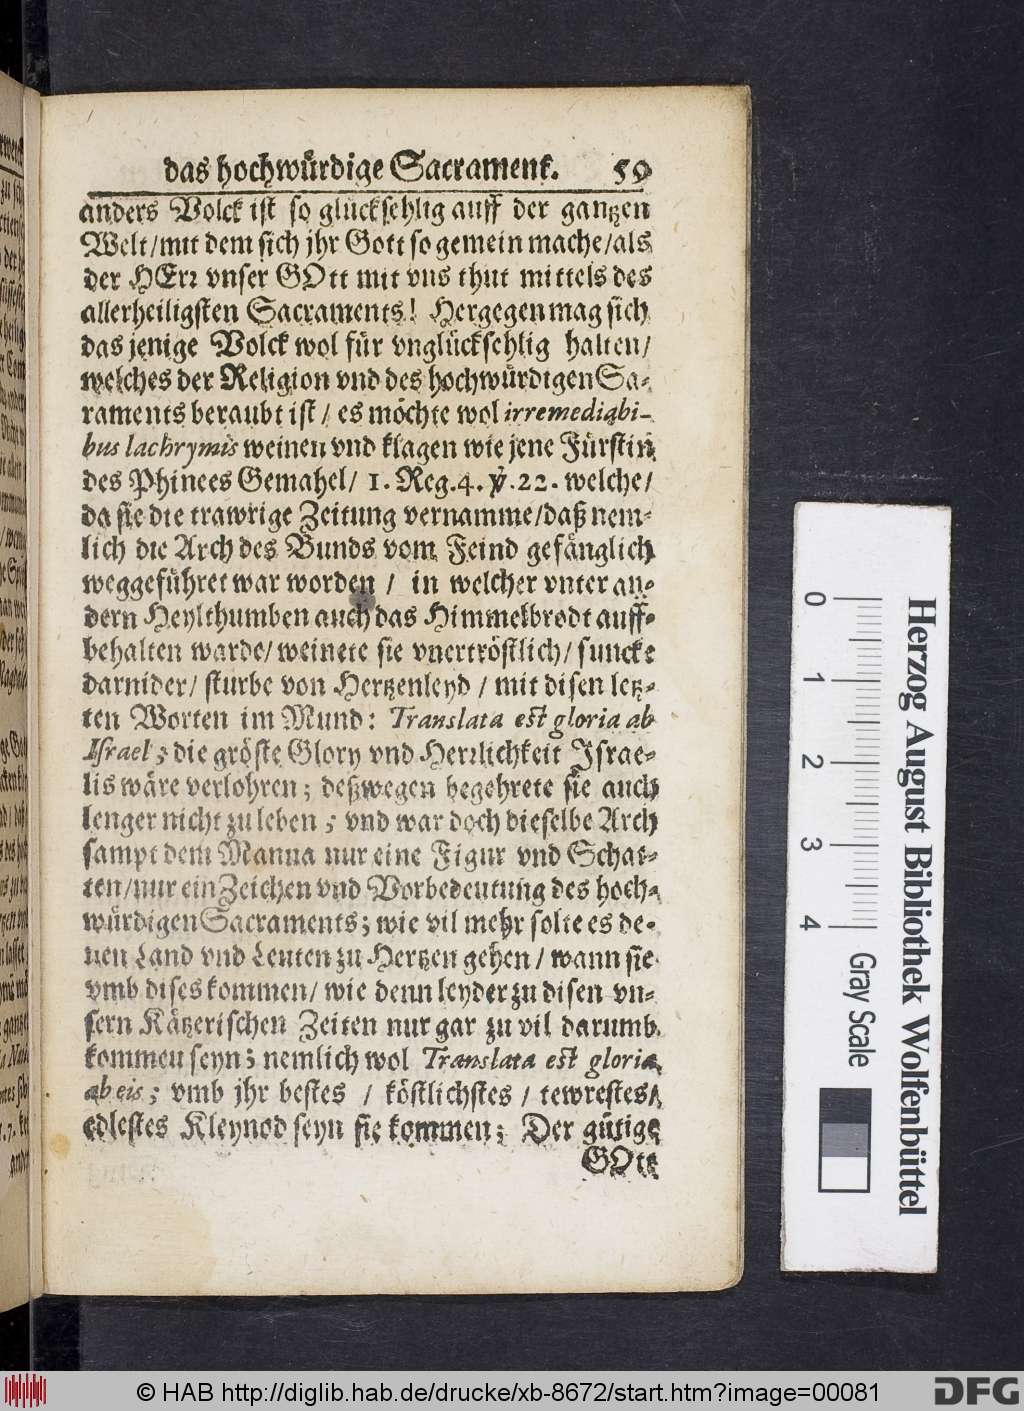 das hochwürdige Sacrament. 59
anders Volck ist so glücksehlig auff der gantzen
Welt/mit dem sich jhr Gott so gemein mache/als
der HErr vnser GOtt mit vns thut mittels des
allerheiligsten Sacraments! Hergegen mag sich
das jenige Volck wol für vnglücksehlig halten/
welches der Religion vnd des hochwürdigen Sa-
raments beraubt ist/ es möchte wol irremediabi-
bus lachrymis weinen vnd klagen wie jene Fürstin
des Phinees Gemahel/ 1. Reg. 4. ℣. 22. welche/
da sie die trawrige Zeitung vernamme/daß nem-
lich die Arch des Bunds vom Feind gefänglich
weggeführet war worden / in welcher vnter an-
dern Heylthumben auch das Himmelbrodt auff-
behalten warde/ weinete sie vnertröstlich/ suncke
darnider/ sturbe von Hertzenleyd / mit disen letz-
ten Worten im Mund: Translata est gloria ab
Israel; die gröste Glory vnd Herrlichkeit Israe-
lis wäre verlohren; deßwegen begehrete sie auch
lenger nicht zu leben; vnd war doch dieselbe Arch
sampt dem Manna nur eine Figur vnd Schat-
ten/nur ein Zeichen vnd Vorbedeutung des hoch-
würdigen Sacraments; wie vil mehr solte es de-
nen Land vnd Leuten zu Hertzen gehen/ wann sie
vmb dises kommen/ wie denn leyder zu disen vn-
sern Kätzerischen Zeiten nur gar zu vil darumb
kommen seyn; nemlich wol Translata est gloria
ab eis; vmb jhr bestes / köstlichstes / tewrestes/
edlestes Kleynod seyn sie kommen; Der gütige
GOtt
0 1 2 3 4
Gray Scale
Herzog August Bibliothek Wolfenbüttel
© HAB http://diglib.hab.de/drucke/xb-8672/start.htm?image=00081
DFG